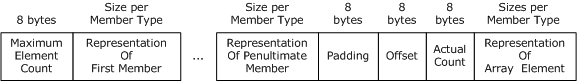 8 bytes
Size per
Member Type
Size per
Member Type
8
bytes
8
bytes
8
bytes
Sizes per
Member Type
Maximum
Element
Count
Representation
Of
First Member
...
Representation
Of Penultimate
Member
Padding
Offset
Actual
Count
Representation
Of
Array Element